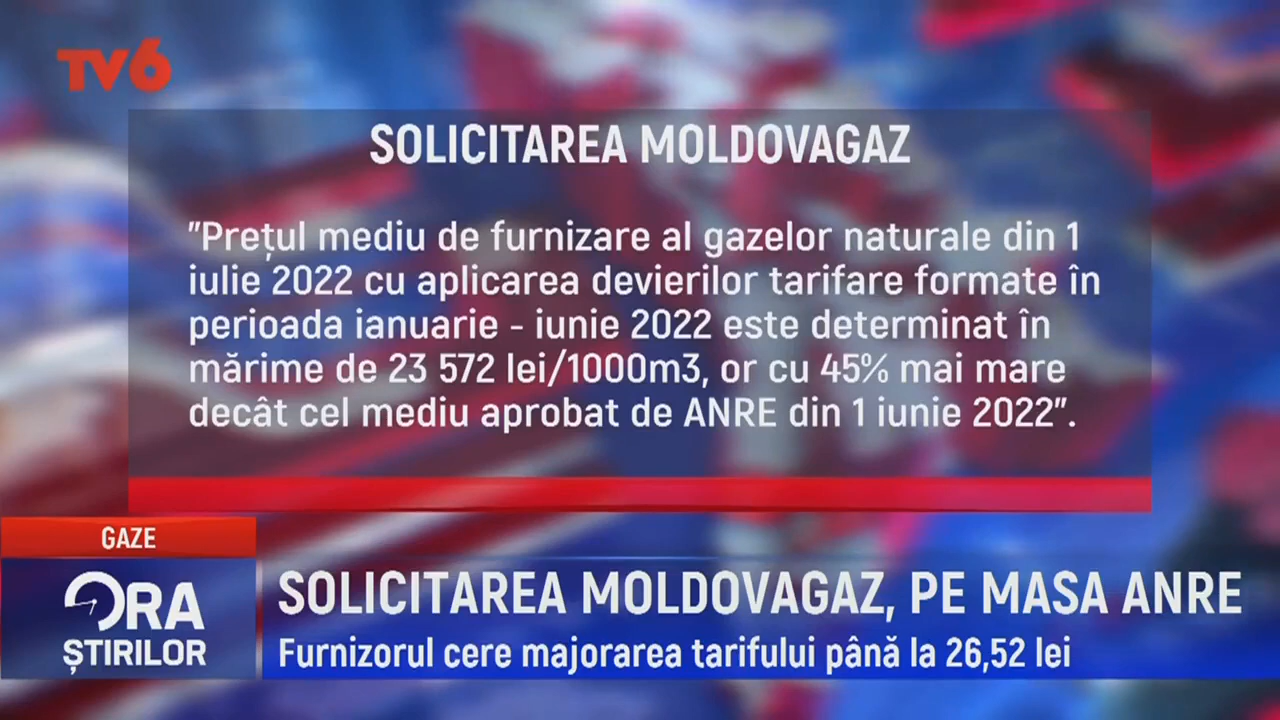 TV6
SOLICITAREA MOLDOVAGAZ
"Prețul mediu de furnizare al gazelor naturale din 1
iulie 2022 cu aplicarea devierilor tarifare formate în
perioada ianuarie - iunie 2022 este determinat în
mărime de 23 572 lei/1000m3, or cu 45% mai mare
decât cel mediu aprobat de ANRE din 1 iunie 2022".
GAZE
ORA
ȘTIRILOR
SOLICITAREA MOLDOVAGAZ, PE MASA ANRE
Furnizorul cere majorarea tarifului până la 26,52 lei